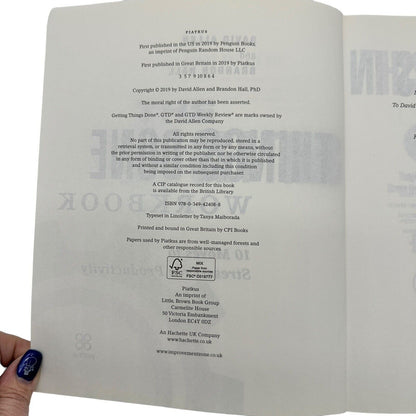 PIATKUS
First published in the US in 2019 by Penguin Books,
an imprint of Penguin Random House LLC
First published in Great Britain in 2019 by Piatkus
3 5 7 9 10 8 6 4
Copyright © 2019 by David Allen and Brandon Hall, PhD
The moral right of the author has been asserted.
Getting Things Done®, GTD® and GTD Weekly Review® are marks owned by
the David Allen Company
All rights reserved.
No part of this publication may be reproduced, stored in a
retrieval system, or transmitted in any form or by any means, without
the prior permission in writing of the publisher, nor be otherwise circulated
in any form of binding or cover other than that in which it is published
and without a similar condition including this condition
being imposed on the subsequent purchaser.
A CIP catalogue record for this book
is available from the British Library.
ISBN 978-0-349-42408-8
Typeset in Linoletter by Tanya Maiboroda
Printed and bound in Great Britain by CPI Books
Papers used by Piatkus are from well-managed forests
and other responsible sources.
FSC
MIX
Paper from
responsible sources
FSC® C018777
Piatkus
An imprint of
Little, Brown Book Group
Carmelite House
50 Victoria Embankment
London EC4Y 0DZ
An Hachette UK Company
www.hachette.co.uk
www.improvementzone.co.uk
To David